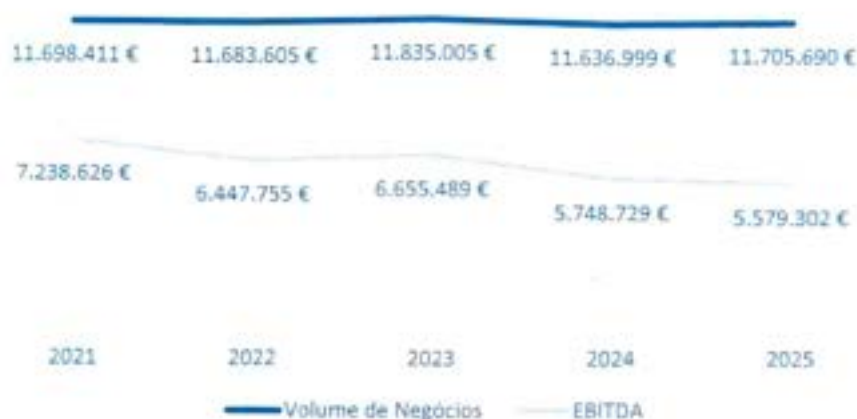 11.698.411 € 11.683.605 € 11.835.005 € 11.636.999 € 11.705.690 €
7.238.626 € 6.447.755 € 6.655.489 € 5.748.729 € 5.579.302 €
2021 2022 2023 2024 2025
Volume de Negócios EBITDA